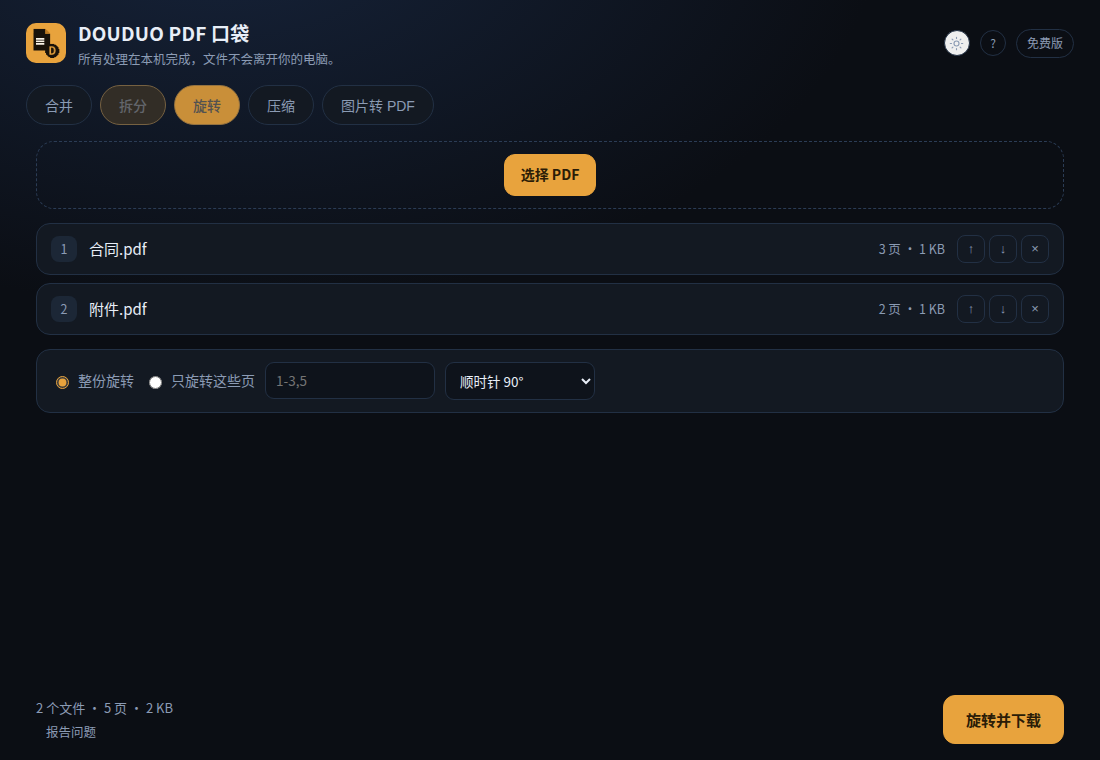 DOUDUO PDF 口袋
所有处理在本机完成，文件不会离开你的电脑。
D
?
免费版
合并
拆分
旋转
压缩
图片转 PDF
选择 PDF
1 合同.pdf 3 页 • 1 KB ↑ ↓ ×
2 附件.pdf 2 页 • 1 KB ↑ ↓ ×
整份旋转 只旋转这些页 1-3,5 顺时针 90°
2 个文件 • 5 页 • 2 KB
报告问题
旋转并下载